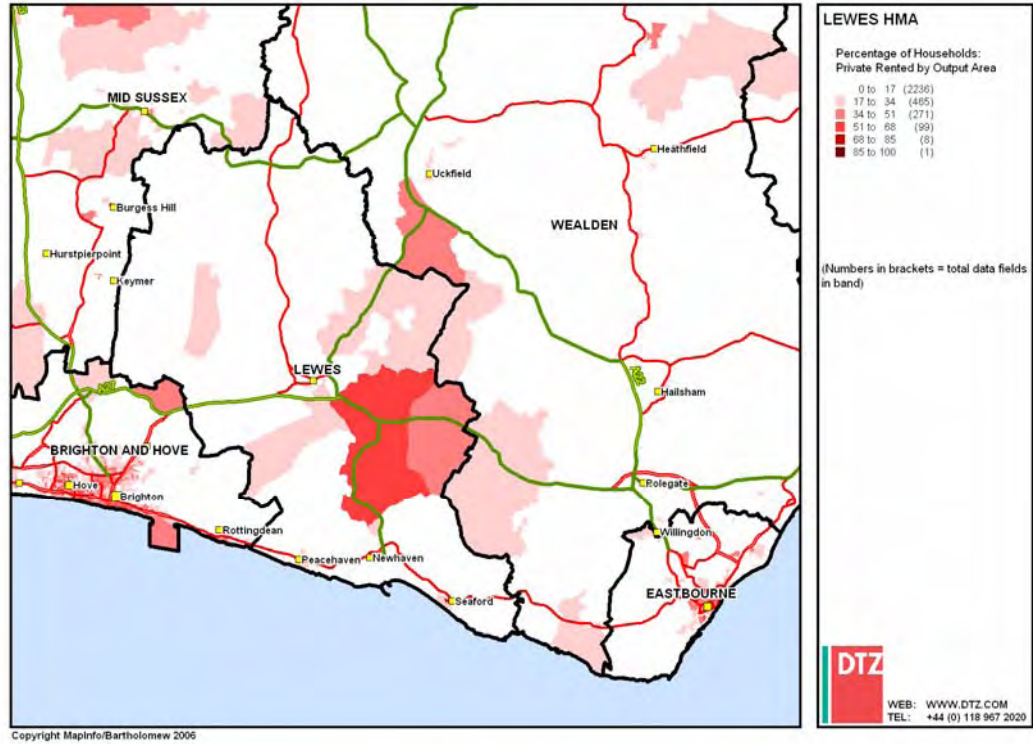 LEWES HMA
Percentage of Households:
Private Rented by Output Area
0 to 17 (2236)
17 to 34 (465)
34 to 51 (271)
51 to 68 (99)
68 to 85 (8)
85 to 100 (1)
(Numbers in brackets = total data fields
in band)
MID SUSSEX
Heathfield
Uckfield
Burgess Hill
WEALDEN
Hurstpierpoint
Keymer
LEWES
A22
Hailsham
A27
BRIGHTON AND HOVE
Hove
Brighton
Polegate
Rottingdean
Willingdon
Peacehaven
Newhaven
EASTBOURNE
Seaford
DTZ
WEB: WWW.DTZ.COM
TEL: +44 (0) 118 967 2020
Copyright MapInfo/Bartholomew 2006